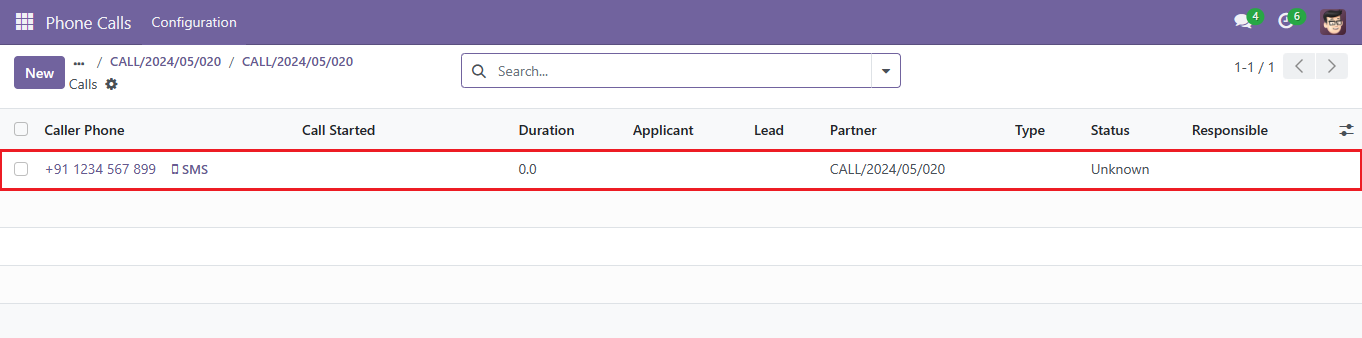 Phone Calls Configuration 4 6
New ... / CALL/2024/05/020 / CALL/2024/05/020
Calls
Search...
1-1 / 1
Caller Phone Call Started Duration Applicant Lead Partner Type Status Responsible
+91 1234 567 899 SMS 0.0 CALL/2024/05/020 Unknown